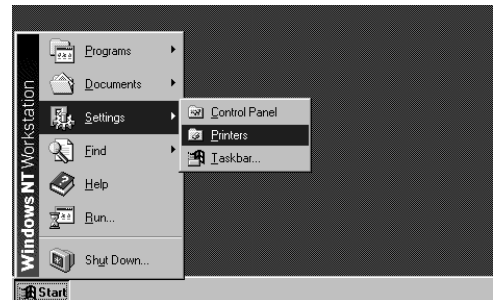 Windows NT Workstation
Programs
Documents
Settings
Find
Help
Run...
Shut Down...
Control Panel
Printers
Taskbar...
Start